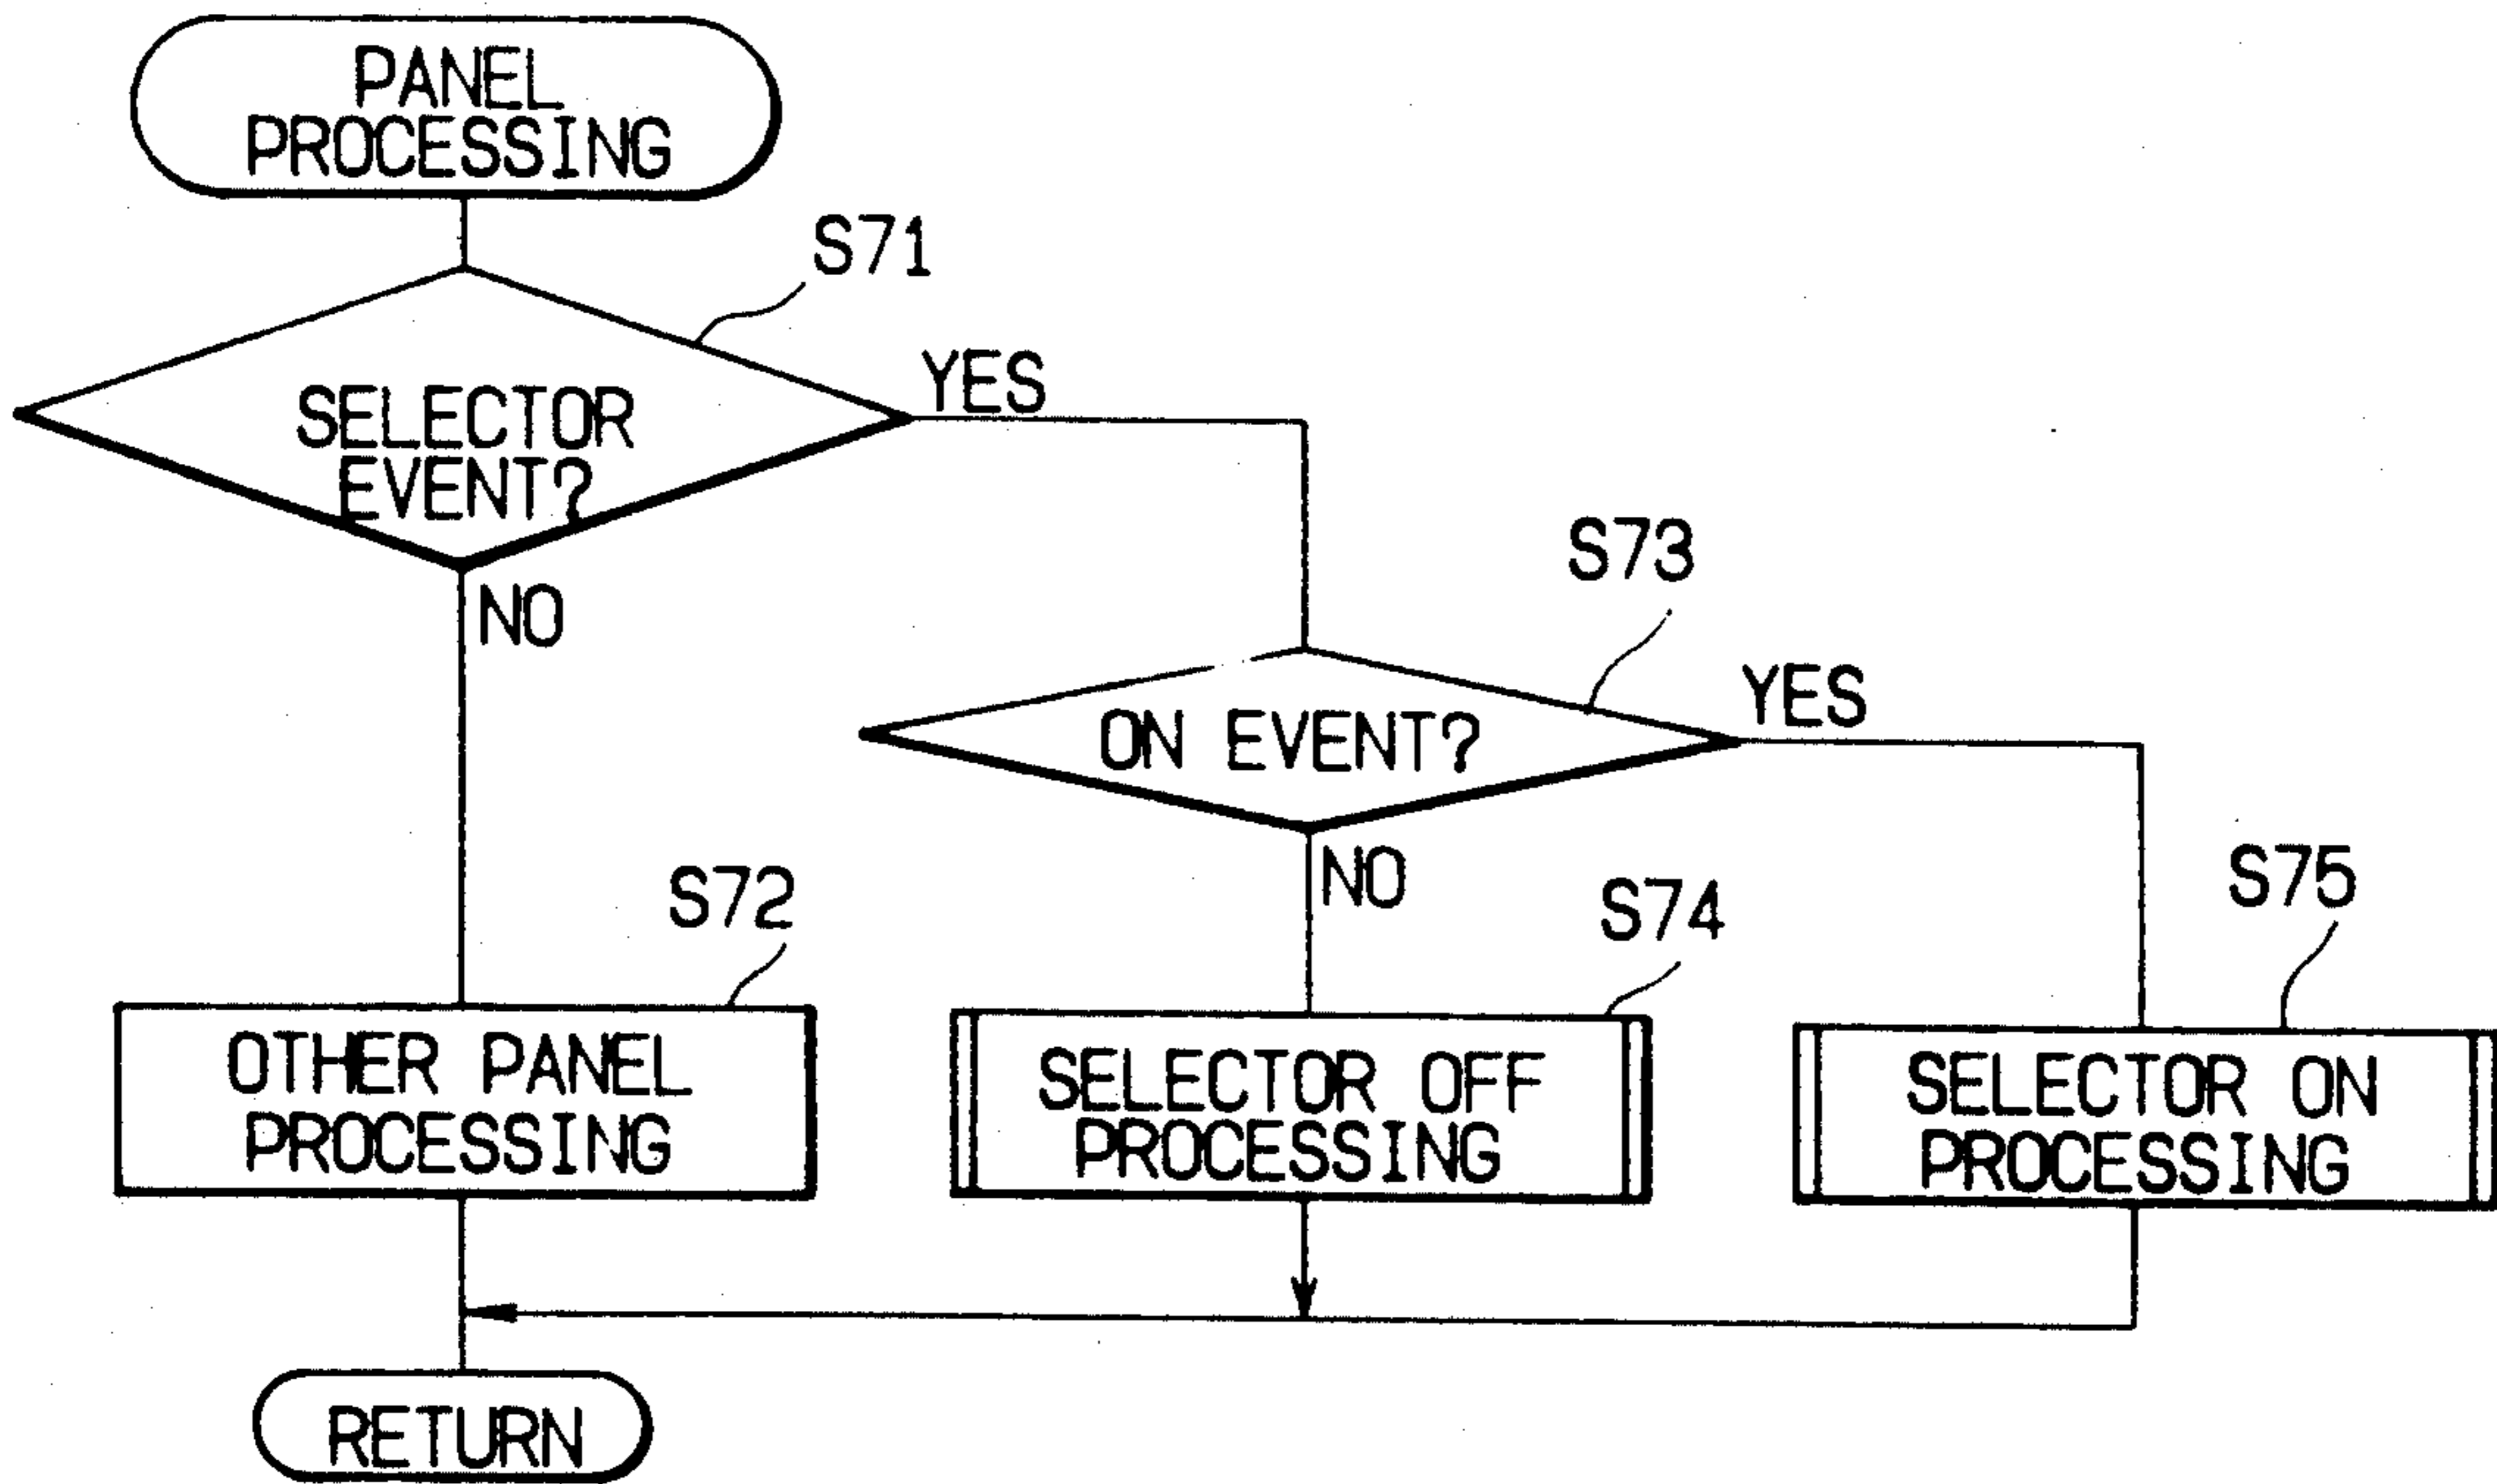 PANEL
PROCESSING
S71
SELECTOR
EVENT?
YES
NO
S73
ON EVENT?
YES
NO
S72
OTHER PANEL
PROCESSING
S74
SELECTOR OFF
PROCESSING
S75
SELECTOR ON
PROCESSING
RETURN